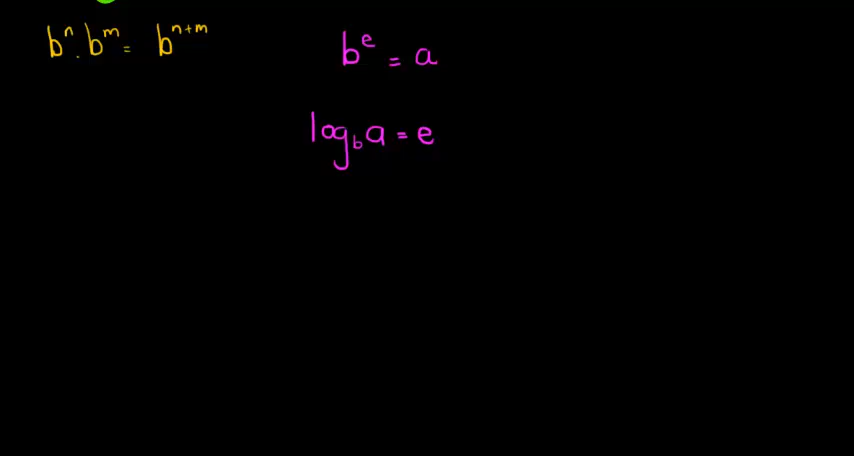 bⁿ . bᵐ = bⁿ⁺ᵐ
bᵉ = a
log_b a = e